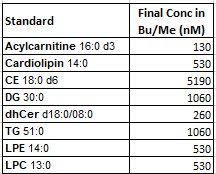 Standard Final Conc in
Bu/Me (nM)
Acylcarnitine 16:0 d3 130
Cardiolipin 14:0 530
CE 18:0 d6 5190
DG 30:0 1060
dhCer d18:0/08:0 260
TG 51:0 1060
LPE 14:0 530
LPC 13:0 530